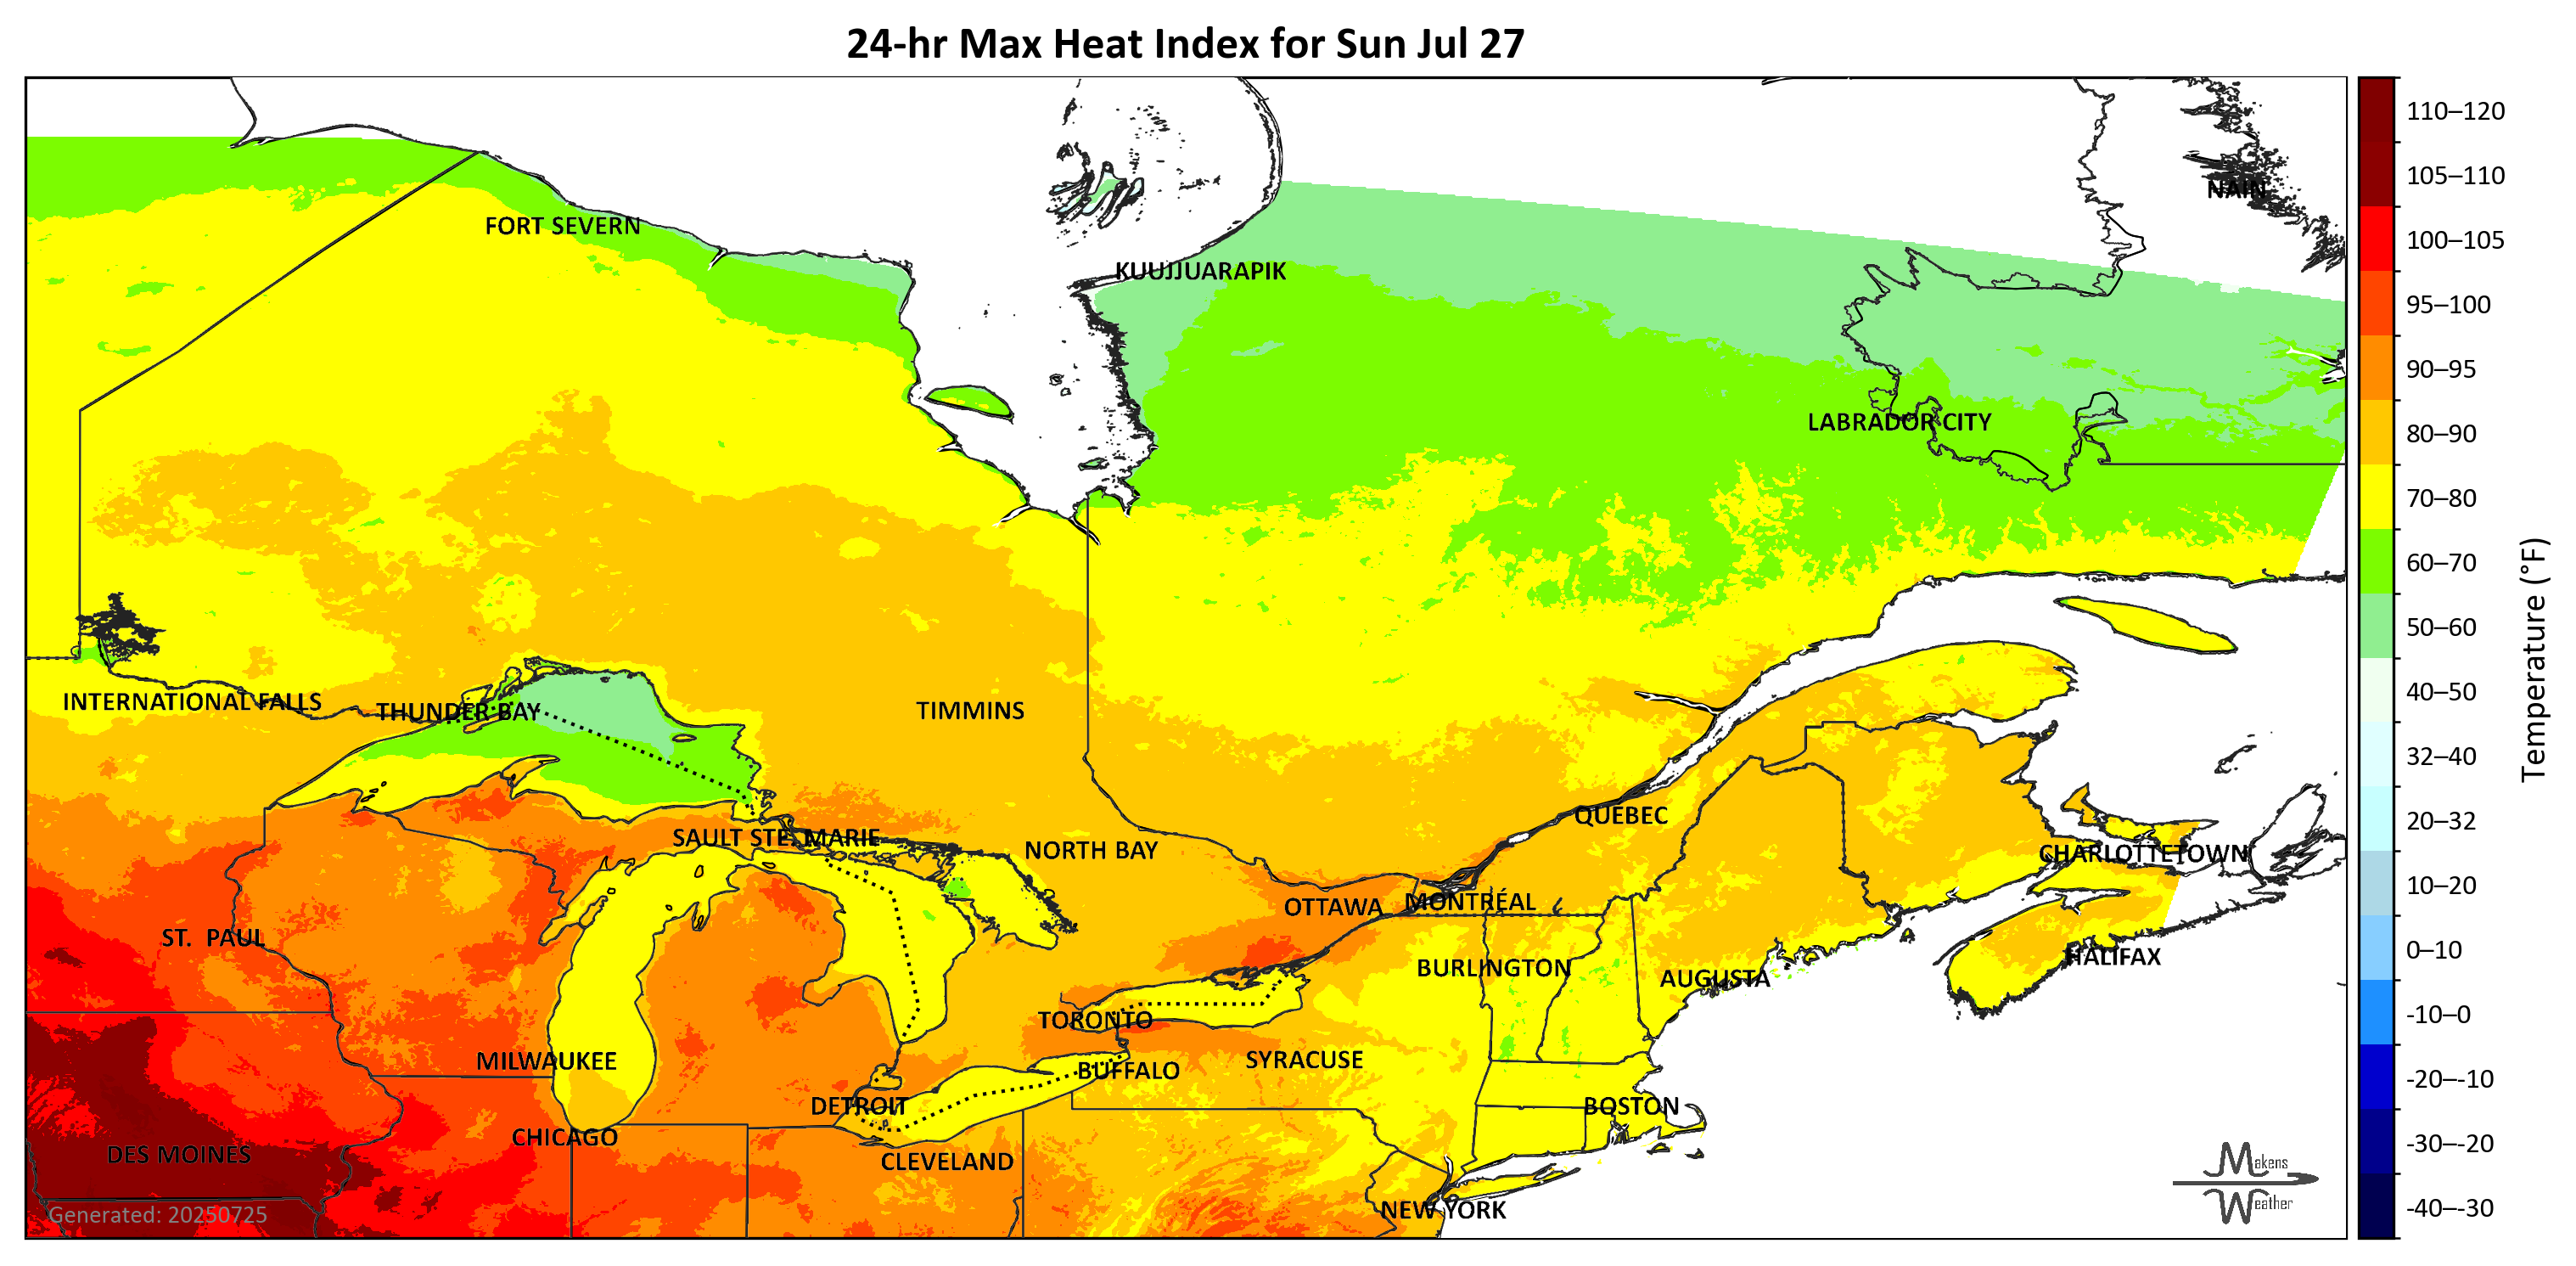 24-hr Max Heat Index for Sun Jul 27
NAIN
FORT SEVERN
KUUJJUARAPIK
LABRADOR CITY
INTERNATIONAL FALLS
THUNDER BAY
TIMMINS
QUÉBEC
SAULT STE. MARIE
NORTH BAY
CHARLOTTETOWN
OTTAWA
MONTRÉAL
ST. PAUL
HALIFAX
BURLINGTON
AUGUSTA
TORONTO
MILWAUKEE
SYRACUSE
BUFFALO
DETROIT
BOSTON
CHICAGO
DES MOINES
CLEVELAND
NEW YORK
Generated: 20250725
Makens
Weather
110–120
105–110
100–105
95–100
90–95
80–90
70–80
60–70
50–60
40–50
32–40
20–32
10–20
0–10
-10–0
-20–-10
-30–-20
-40–-30
Temperature (°F)